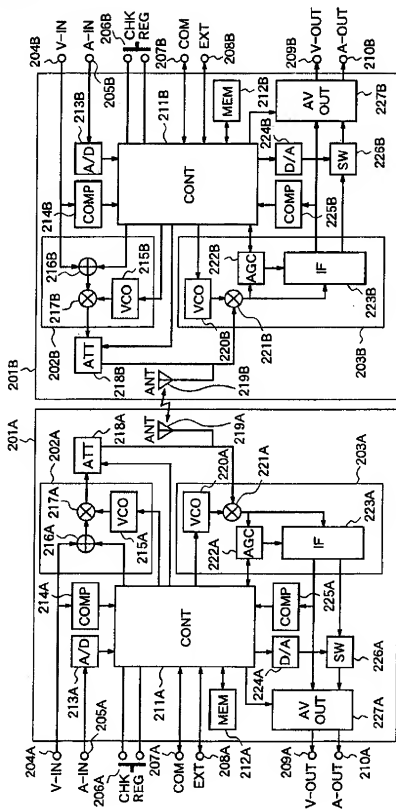 204B
V-IN
A-IN
205B
206B
CHK
REG
207B
COM
208B
EXT
209B
V-OUT
A-OUT
210B
213B
A/D
214B
COMP
211B
CONT
212B
MEM
AV
OUT
227B
224B
D/A
SW
226B
COMP
225B
216B
217B
215B
VCO
202B
222B
AGC
VCO
220B
221B
IF
223B
203B
ATT
218B
ANT
219B
201B
201A
218A
ATT
ANT
219A
202A
217A
216A
VCO
215A
220A
VCO
221A
203A
223A
222A
AGC
IF
214A
COMP
A/D
213A
CONT
211A
COMP
225A
D/A
224A
SW
226A
MEM
212A
AV
OUT
227A
204A
V-IN
A-IN
205A
206A
CHK
REG
207A
COM
EXT
208A
209A
V-OUT
A-OUT
210A